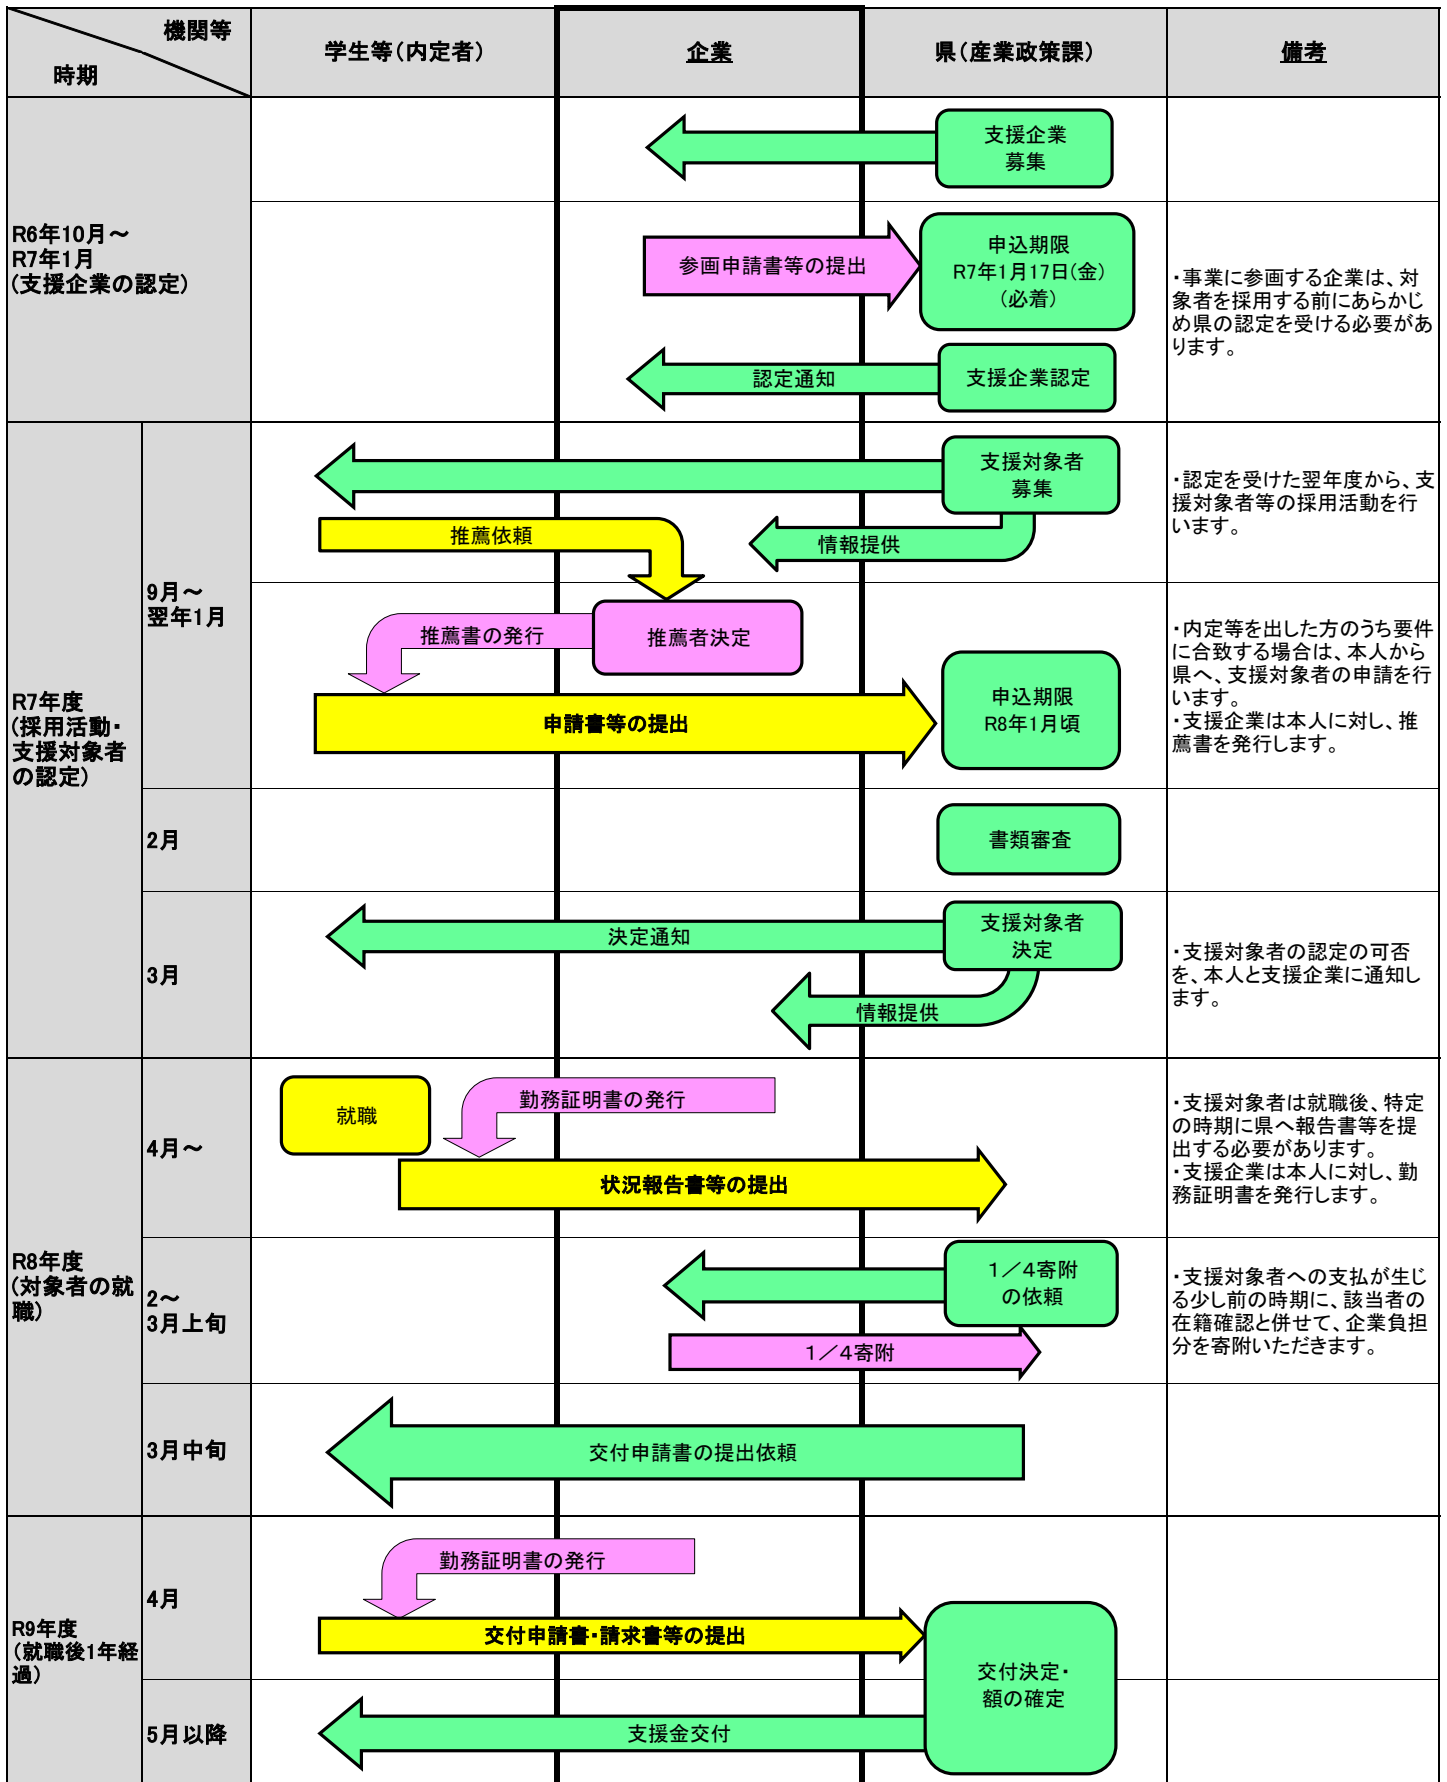 機関等
時期
学生等（内定者）
企業
県（産業政策課）
備考
R6年10月～
R7年1月
（支援企業の認定）
支援企業
募集
参画申請書等の提出
申込期限
R7年1月17日（金）
（必着）
・事業に参画する企業は、対
象者を採用する前にあらかじ
め県の認定を受ける必要があ
ります。
認定通知
支援企業認定
R7年度
（採用活動・
支援対象者
の認定）
9月～
翌年1月
支援対象者
募集
推薦依頼
情報提供
・認定を受けた翌年度から、支
援対象者等の採用活動を行
います。
推薦書の発行
推薦者決定
申請書等の提出
申込期限
R8年1月頃
・内定等を出した方のうち要件
に合致する場合は、本人から
県へ、支援対象者の申請を行
います。
・支援企業は本人に対し、推
薦書を発行します。
2月
書類審査
3月
決定通知
支援対象者
決定
情報提供
・支援対象者の認定の可否
を、本人と支援企業に通知し
ます。
R8年度
（対象者の就
職）
4月～
就職
勤務証明書の発行
状況報告書等の提出
・支援対象者は就職後、特定
の時期に県へ報告書等を提
出する必要があります。
・支援企業は本人に対し、勤
務証明書を発行します。
2～
3月上旬
１／４寄附
の依頼
１／４寄附
・支援対象者への支払が生じ
る少し前の時期に、該当者の
在籍確認と併せて、企業負担
分を寄附いただきます。
3月中旬
交付申請書の提出依頼
R9年度
（就職後1年経
過）
4月
勤務証明書の発行
交付申請書・請求書等の提出
交付決定・
額の確定
5月以降
支援金交付